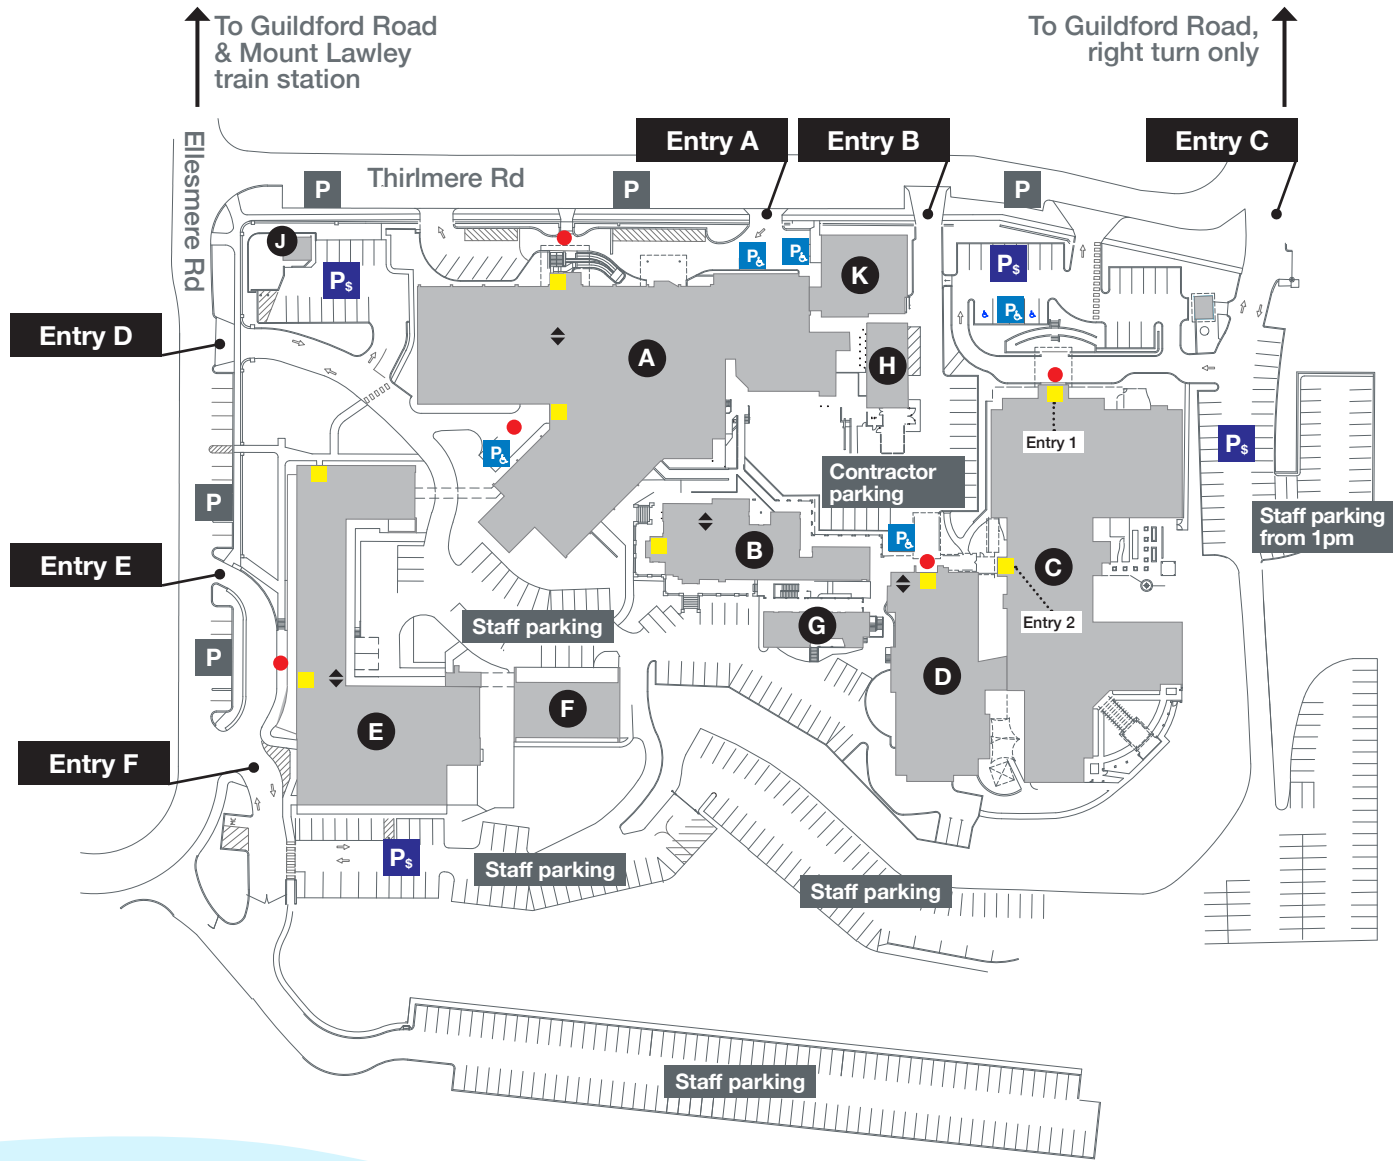 To Guildford Road
& Mount Lawley
train station
To Guildford Road,
right turn only
Entry A
Entry B
Entry C
Ellesmere Rd
Thirlmere Rd
P
P
P
J
P$
P
P
K
P$
P
Entry D
A
H
Entry 1
P
P$
Contractor
parking
P
Staff parking
from 1pm
P
B
C
Entry E
Staff parking
G
Entry 2
P
D
F
E
Entry F
P$
Staff parking
Staff parking
Staff parking